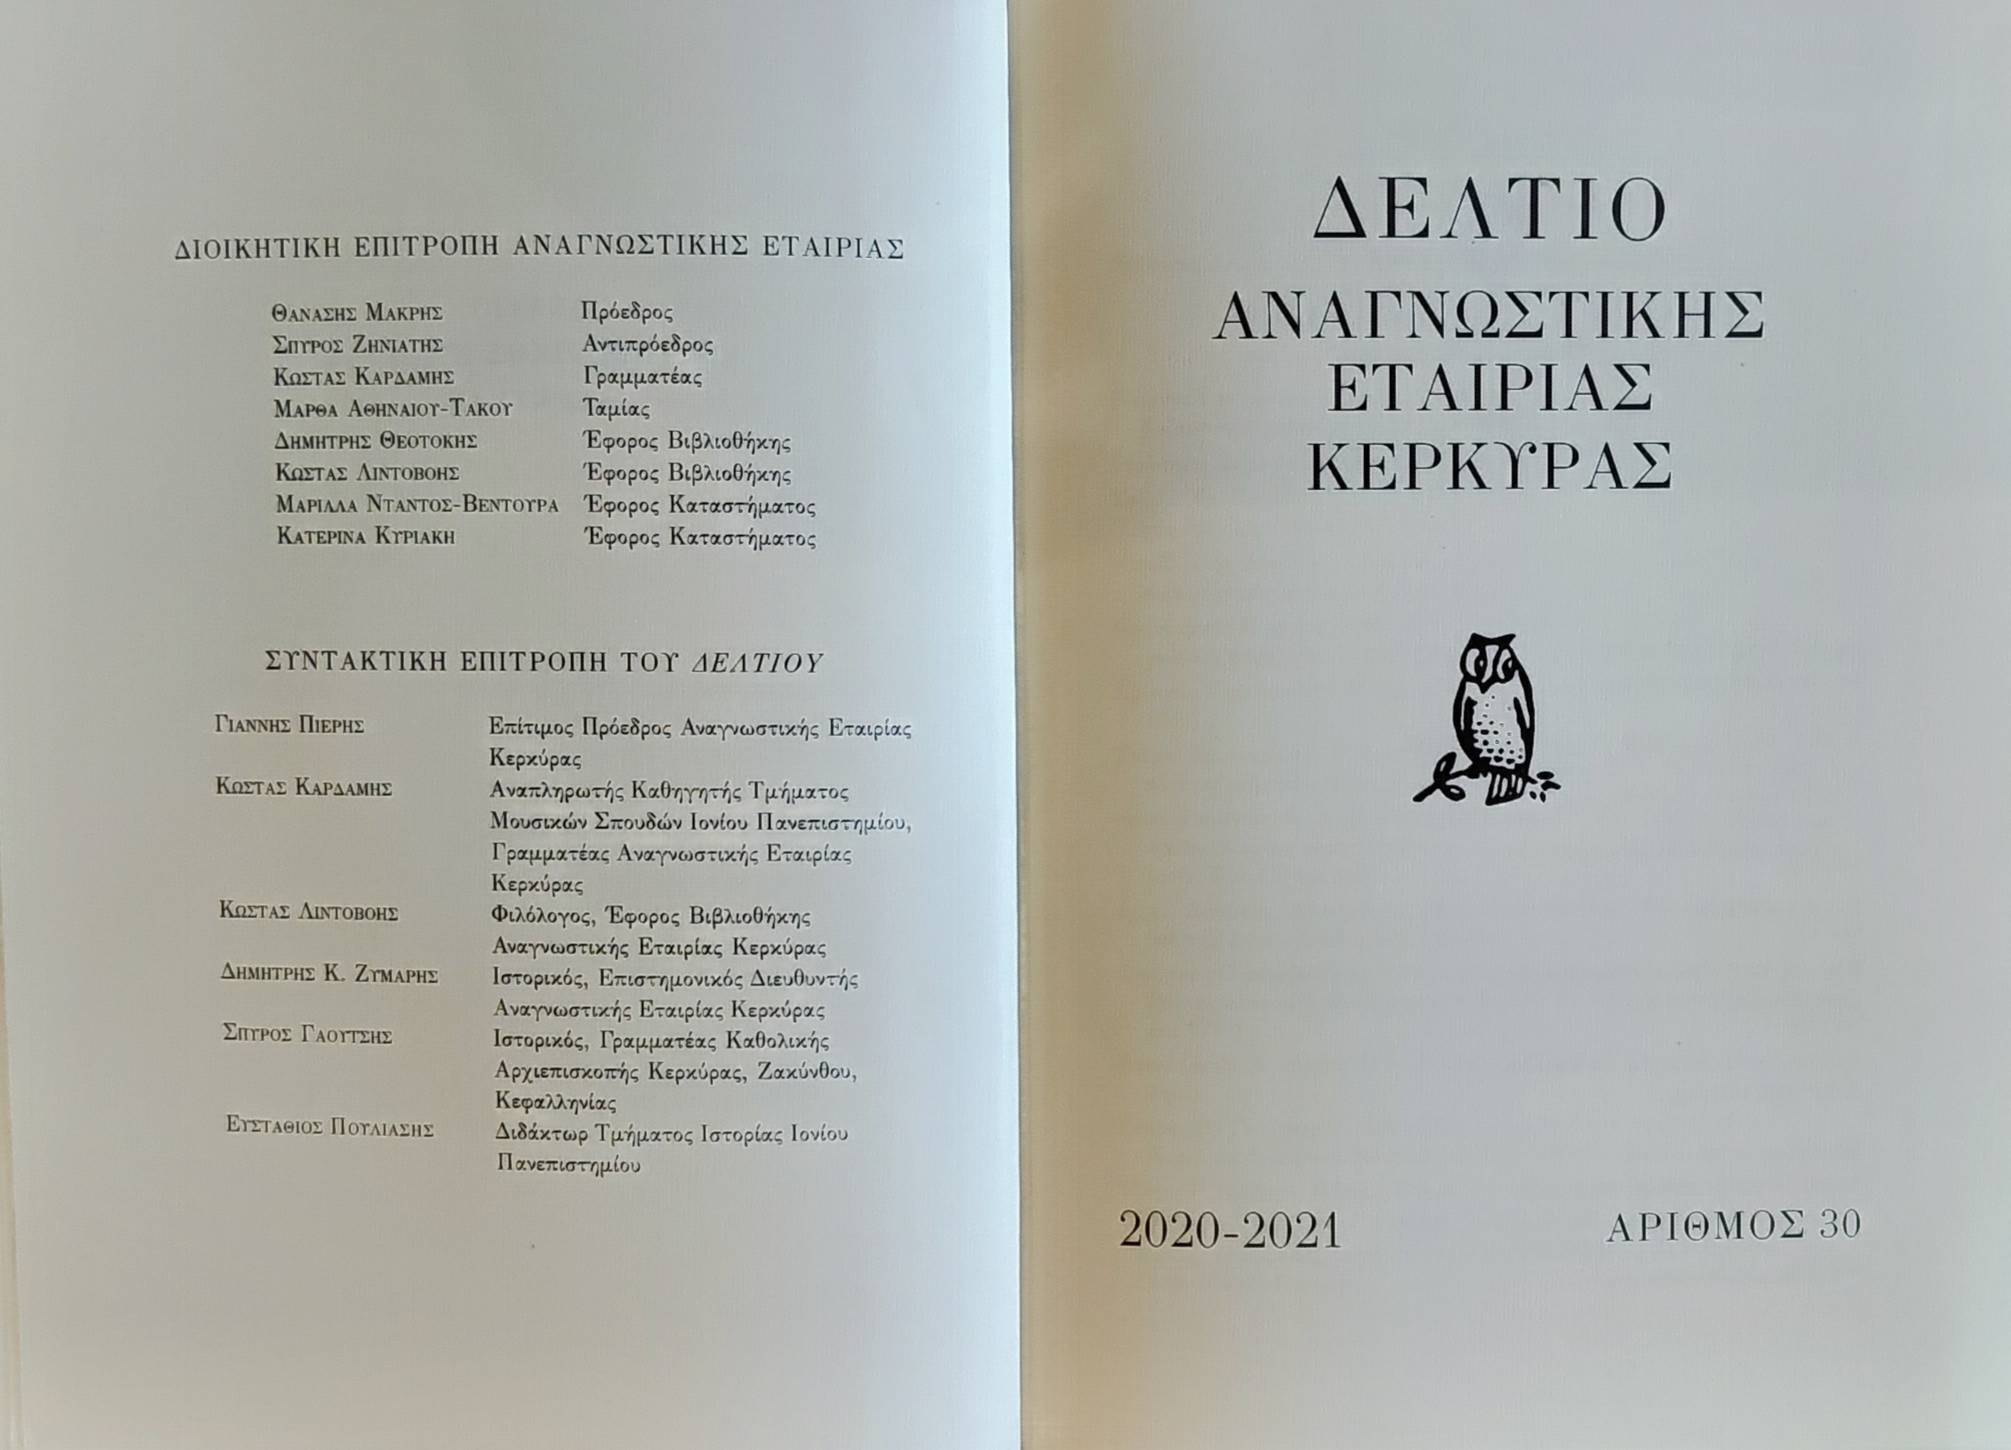 ΔΙΟΙΚΗΤΙΚΗ ΕΠΙΤΡΟΠΗ ΑΝΑΓΝΩΣΤΙΚΗΣ ΕΤΑΙΡΙΑΣ
ΘΑΝΑΣΗΣ ΜΑΚΡΗΣ Πρόεδρος
ΣΠΥΡΟΣ ΖΗΝΙΑΤΗΣ Αντιπρόεδρος
ΚΩΣΤΑΣ ΚΑΡΔΑΜΗΣ Γραμματέας
ΜΑΡΘΑ ΑΘΗΝΑΙΟΥ-ΤΑΚΟΥ Ταμίας
ΔΗΜΗΤΡΗΣ ΘΕΟΤΟΚΗΣ Έφορος Βιβλιοθήκης
ΚΩΣΤΑΣ ΛΙΝΤΟΒΟΗΣ Έφορος Βιβλιοθήκης
ΜΑΡΙΛΛΑ ΝΤΑΝΤΟΣ-ΒΕΝΤΟΥΡΑ Έφορος Καταστήματος
ΚΑΤΕΡΙΝΑ ΚΥΡΙΑΚΗ Έφορος Καταστήματος
ΣΥΝΤΑΚΤΙΚΗ ΕΠΙΤΡΟΠΗ ΤΟΥ ΔΕΛΤΙΟΥ
ΓΙΑΝΝΗΣ ΠΙΕΡΗΣ Επίτιμος Πρόεδρος Αναγνωστικής Εταιρίας
Κερκύρας
ΚΩΣΤΑΣ ΚΑΡΔΑΜΗΣ Αναπληρωτής Καθηγητής Τμήματος
Μουσικών Σπουδών Ιονίου Πανεπιστημίου,
Γραμματέας Αναγνωστικής Εταιρίας
Κερκύρας
ΚΩΣΤΑΣ ΛΙΝΤΟΒΟΗΣ Φιλόλογος, Έφορος Βιβλιοθήκης
Αναγνωστικής Εταιρίας Κερκύρας
ΔΗΜΗΤΡΗΣ Κ. ΖΥΜΑΡΗΣ Ιστορικός, Επιστημονικός Διευθυντής
Αναγνωστικής Εταιρίας Κερκύρας
ΣΠΥΡΟΣ ΓΑΟΥΤΣΗΣ Ιστορικός, Γραμματέας Καθολικής
Αρχιεπισκοπής Κερκύρας, Ζακύνθου,
Κεφαλληνίας
ΕΥΣΤΑΘΙΟΣ ΠΟΥΛΙΑΣΗΣ Διδάκτωρ Τμήματος Ιστορίας Ιονίου
Πανεπιστημίου
ΔΕΛΤΙΟ
ΑΝΑΓΝΩΣΤΙΚΗΣ
ΕΤΑΙΡΙΑΣ
ΚΕΡΚΥΡΑΣ
2020-2021 ΑΡΙΘΜΟΣ 30